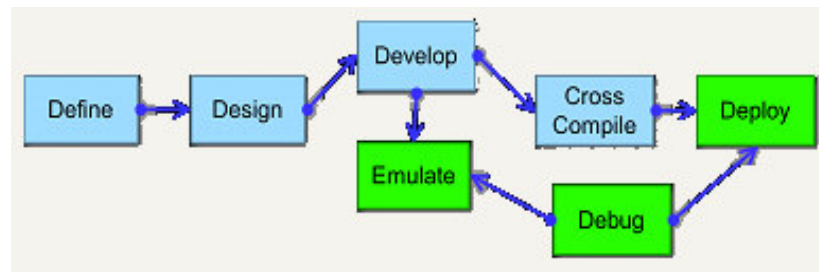 Define
Design
Develop
Cross
Compile
Deploy
Emulate
Debug